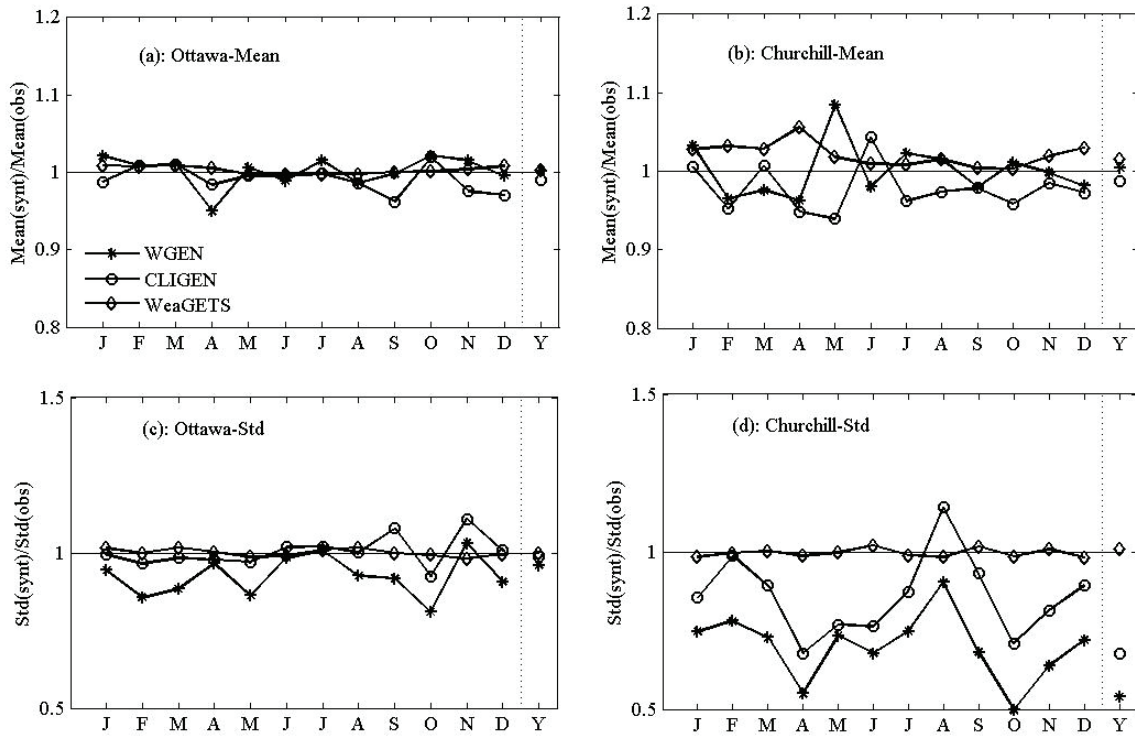 1.2
(a): Ottawa-Mean
1.1
Mean(synt)/Mean(obs)
1
0.9
WGEN
CLIGEN
WeaGETS
0.8
J F M A M J J A S O N D Y
1.2
(b): Churchill-Mean
1.1
Mean(synt)/Mean(obs)
1
0.9
0.8
J F M A M J J A S O N D Y
1.5
(c): Ottawa-Std
Std(synt)/Std(obs)
1
0.5
J F M A M J J A S O N D Y
1.5
(d): Churchill-Std
Std(synt)/Std(obs)
1
0.5
J F M A M J J A S O N D Y